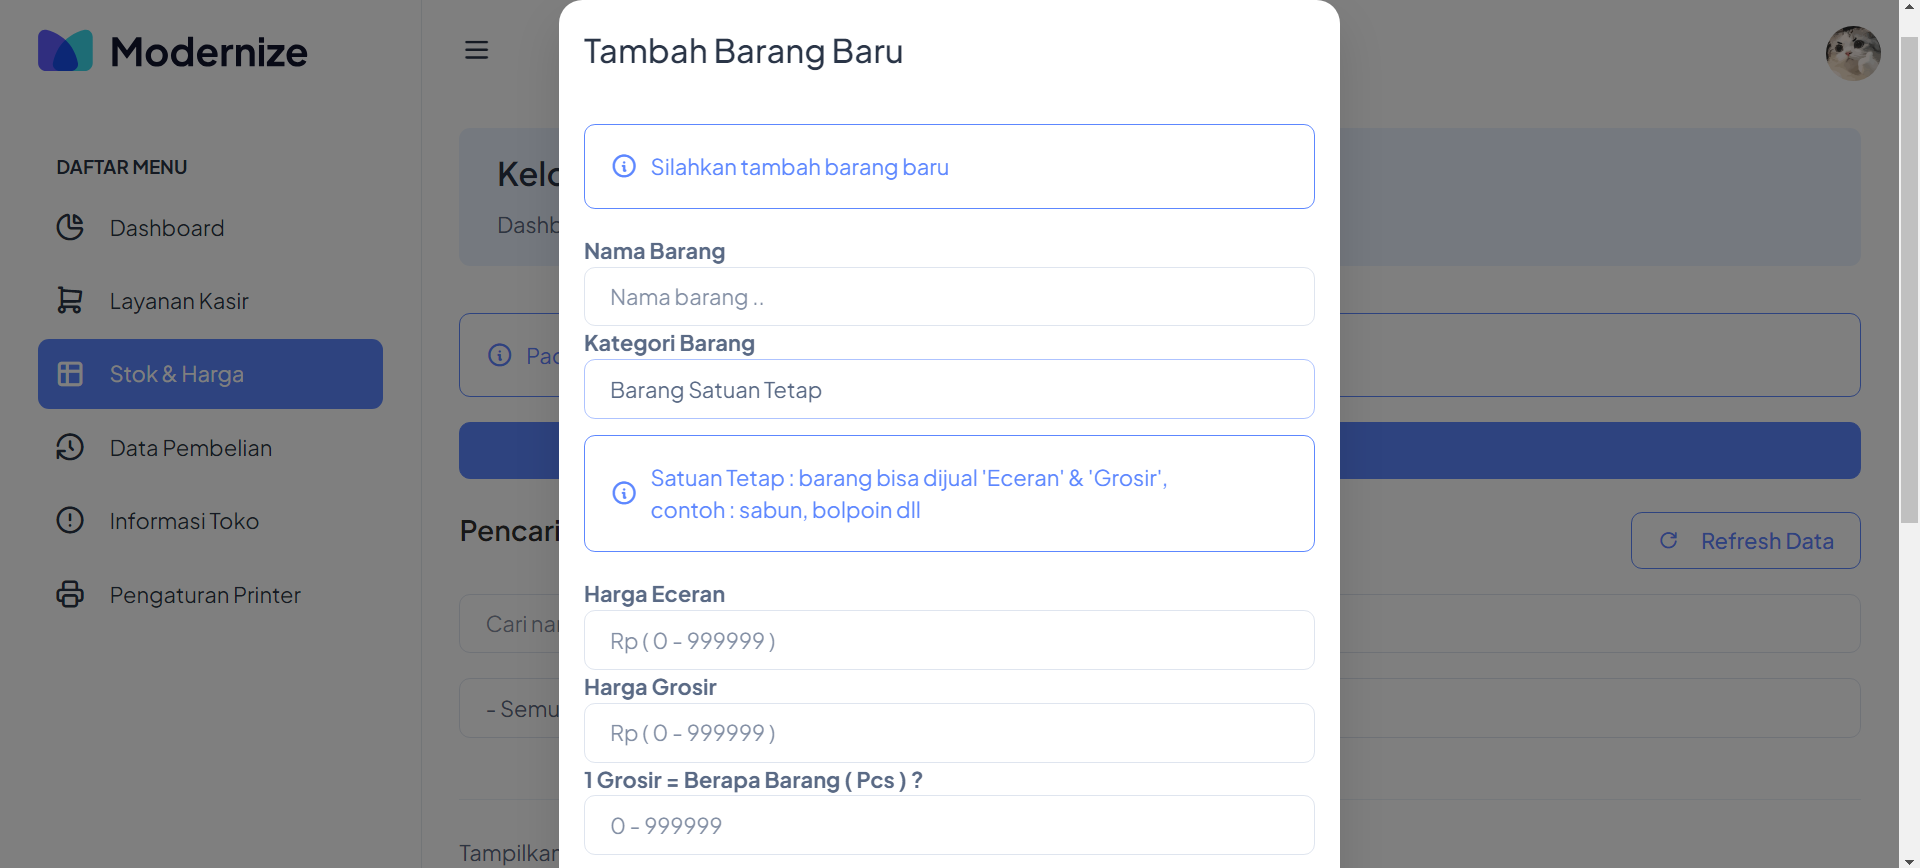 Modernize
DAFTAR MENU
Dashboard
Layanan Kasir
Stok & Harga
Data Pembelian
Informasi Toko
Pengaturan Printer
Tambah Barang Baru
Silahkan tambah barang baru
Nama Barang
Nama barang ..
Kategori Barang
Barang Satuan Tetap
Satuan Tetap : barang bisa dijual 'Eceran' & 'Grosir',
contoh : sabun, bolpoin dll
Harga Eceran
Rp ( 0 - 999999 )
Harga Grosir
Rp ( 0 - 999999 )
1 Grosir = Berapa Barang ( Pcs ) ?
0 - 999999
Refresh Data